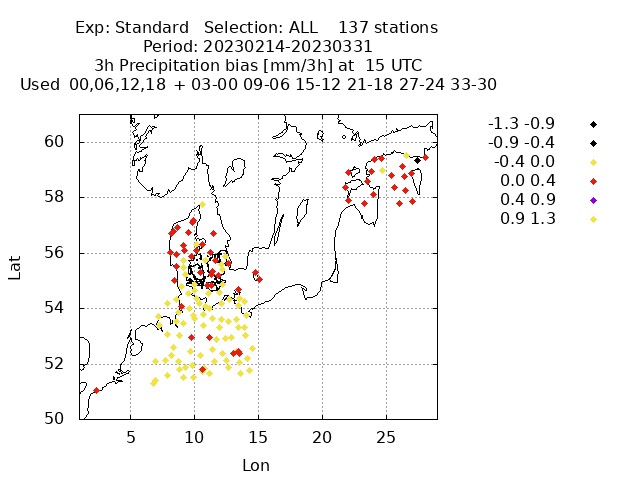 Exp: Standard   Selection: ALL    137 stations
Period: 20230214-20230331
3h Precipitation bias [mm/3h] at  15 UTC
Used  00,06,12,18  + 03-00 09-06 15-12 21-18 27-24 33-30
-1.3 -0.9
-0.9 -0.4
-0.4 0.0
0.0 0.4
0.4 0.9
0.9 1.3
Lat
60
58
56
54
52
50
5 10 15 20 25
Lon